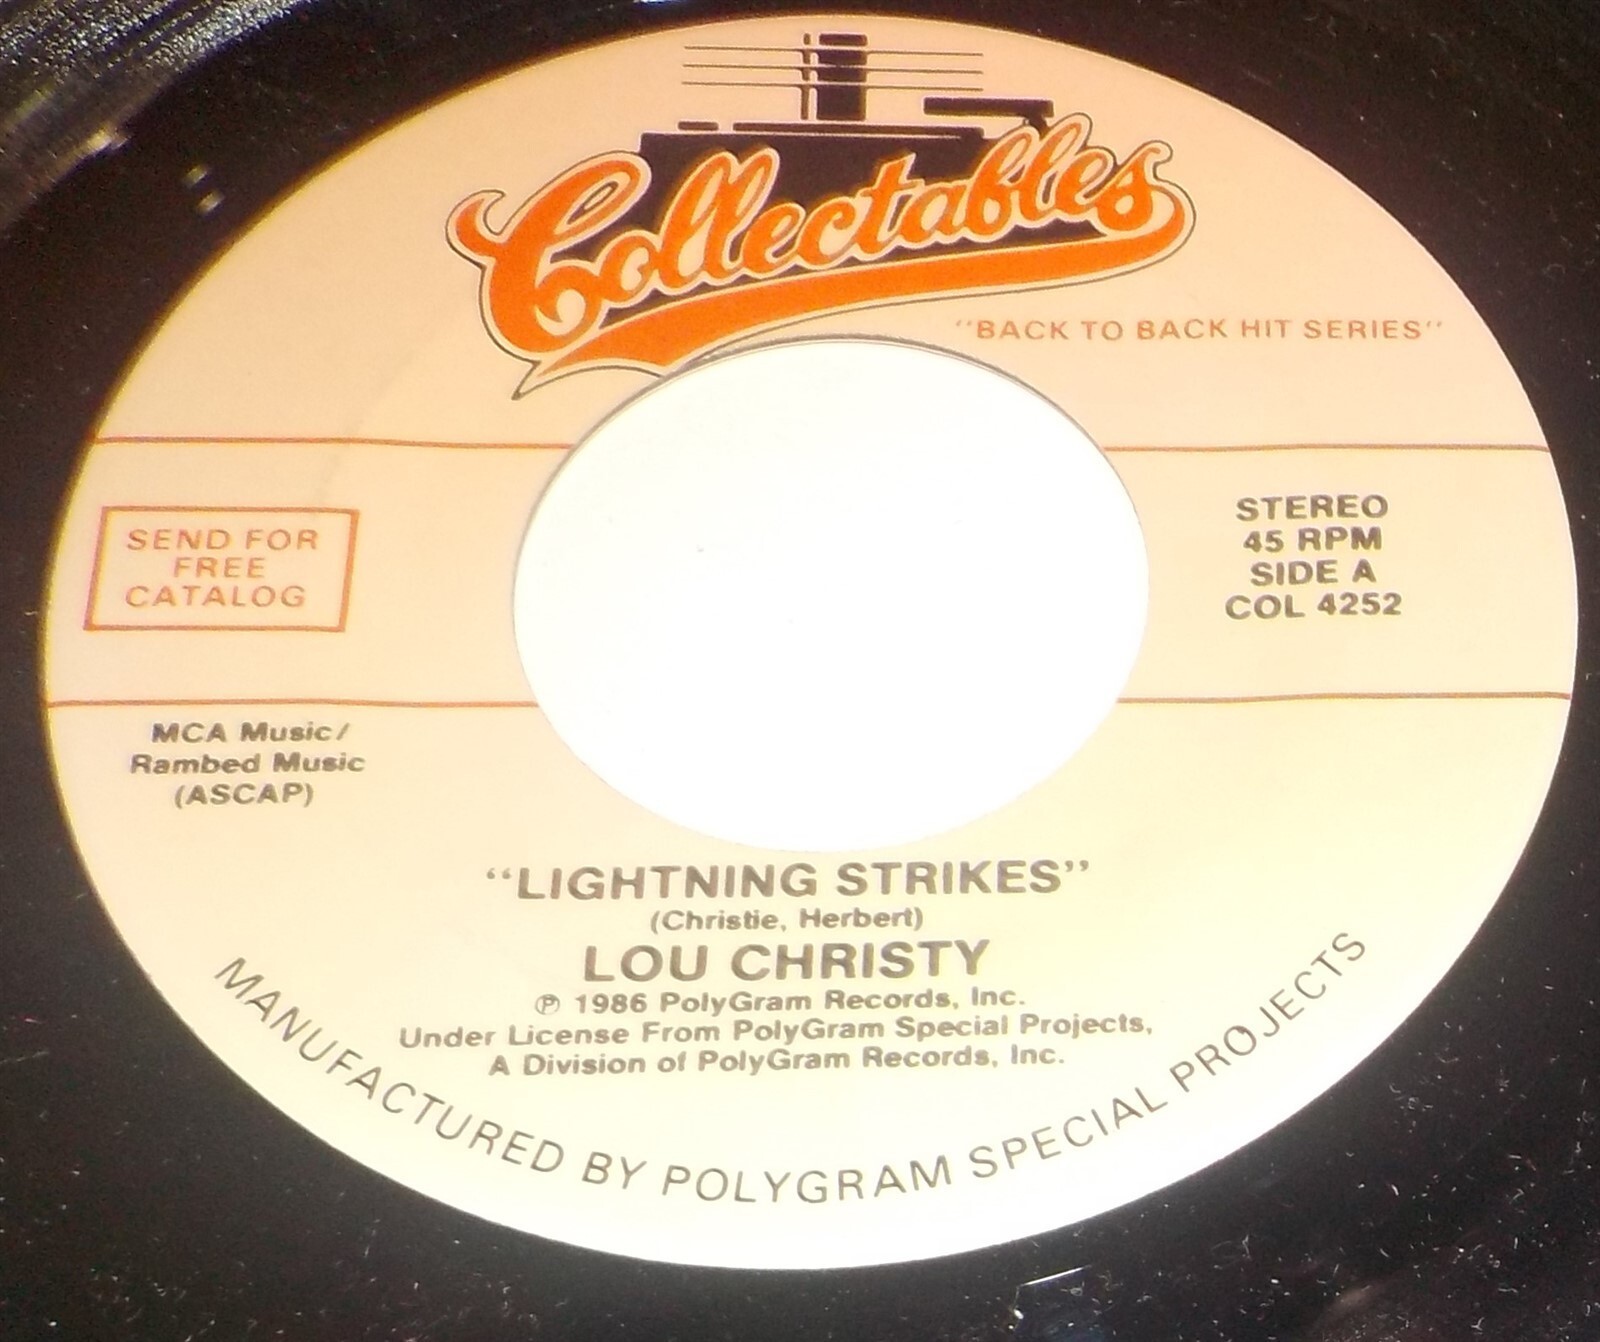 Collectables
"BACK TO BACK HIT SERIES"
SEND FOR
FREE
CATALOG
STEREO
45 RPM
SIDE A
COL 4252
MCA Music/
Rambed Music
(ASCAP)
"LIGHTNING STRIKES"
(Christie, Herbert)
LOU CHRISTY
℗ 1986 PolyGram Records, Inc.
Under License From PolyGram Special Projects,
A Division of PolyGram Records, Inc.
MANUFACTURED BY POLYGRAM SPECIAL PROJECTS